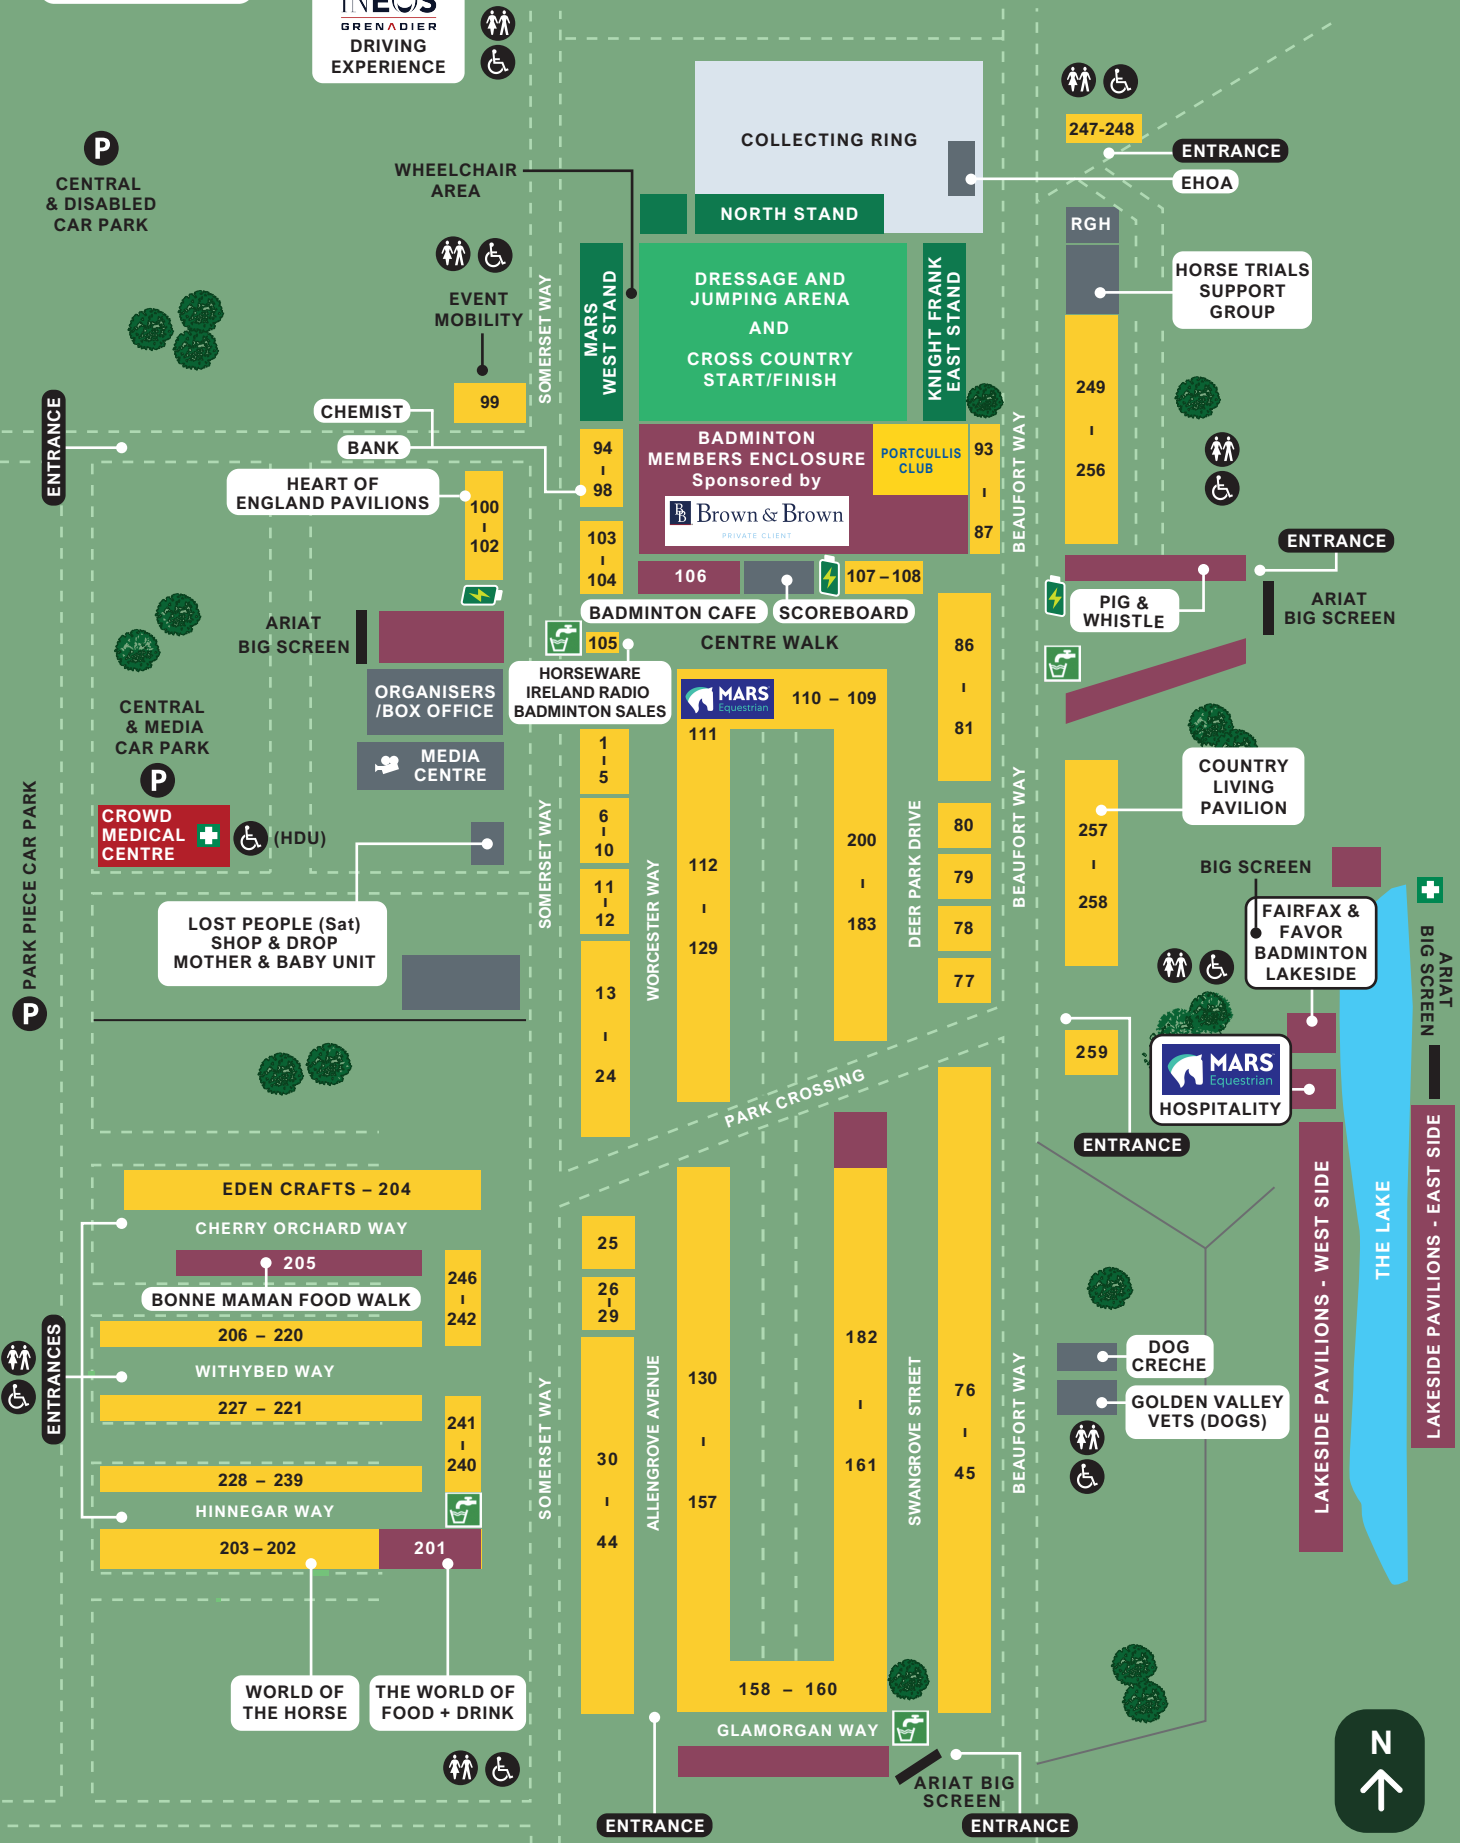 INEOS
GRENADIER
DRIVING
EXPERIENCE
COLLECTING RING
247-248
ENTRANCE
EHOA
P
CENTRAL
& DISABLED
CAR PARK
WHEELCHAIR
AREA
NORTH STAND
RGH
HORSE TRIALS
SUPPORT
GROUP
EVENT
MOBILITY
SOMERSET WAY
MARS
WEST STAND
DRESSAGE AND
JUMPING ARENA
AND
CROSS COUNTRY
START/FINISH
KNIGHT FRANK
EAST STAND
249
-
256
99
ENTRANCE
CHEMIST
BANK
94
-
98
BADMINTON
MEMBERS ENCLOSURE
Sponsored by
BB Brown & Brown
PRIVATE CLIENT
PORTCULLIS
CLUB
93
-
87
BEAUFORT WAY
HEART OF
ENGLAND PAVILIONS
100
-
102
103
-
104
106
107 – 108
BADMINTON CAFE
SCOREBOARD
ENTRANCE
PIG &
WHISTLE
ARIAT
BIG SCREEN
ARIAT
BIG SCREEN
105
CENTRE WALK
HORSEWARE
IRELAND RADIO
BADMINTON SALES
86
-
81
ORGANISERS
/BOX OFFICE
MARS
Equestrian
110 – 109
111
CENTRAL
& MEDIA
CAR PARK
P
MEDIA
CENTRE
1
-
5
COUNTRY
LIVING
PAVILION
CROWD
MEDICAL
CENTRE
(HDU)
PARK PIECE CAR PARK
P
6
-
10
11
-
12
SOMERSET WAY
WORCESTER WAY
112
-
129
200
-
183
DEER PARK DRIVE
80
79
78
77
BEAUFORT WAY
257
-
258
BIG SCREEN
FAIRFAX &
FAVOR
BADMINTON
LAKESIDE
ARIAT
BIG SCREEN
LOST PEOPLE (Sat)
SHOP & DROP
MOTHER & BABY UNIT
13
-
24
259
MARS
Equestrian
HOSPITALITY
PARK CROSSING
ENTRANCE
EDEN CRAFTS – 204
CHERRY ORCHARD WAY
205
BONNE MAMAN FOOD WALK
246
-
242
206 – 220
WITHYBED WAY
227 – 221
241
-
240
228 – 239
HINNEGAR WAY
203 – 202
201
ENTRANCES
WORLD OF
THE HORSE
THE WORLD OF
FOOD + DRINK
25
26
-
29
30
-
44
SOMERSET WAY
ALLENGROVE AVENUE
130
-
157
182
-
161
SWANGROVE STREET
76
-
45
BEAUFORT WAY
DOG
CRECHE
GOLDEN VALLEY
VETS (DOGS)
LAKESIDE PAVILIONS - WEST SIDE
THE LAKE
LAKESIDE PAVILIONS - EAST SIDE
158 – 160
GLAMORGAN WAY
ARIAT BIG
SCREEN
ENTRANCE
ENTRANCE
N